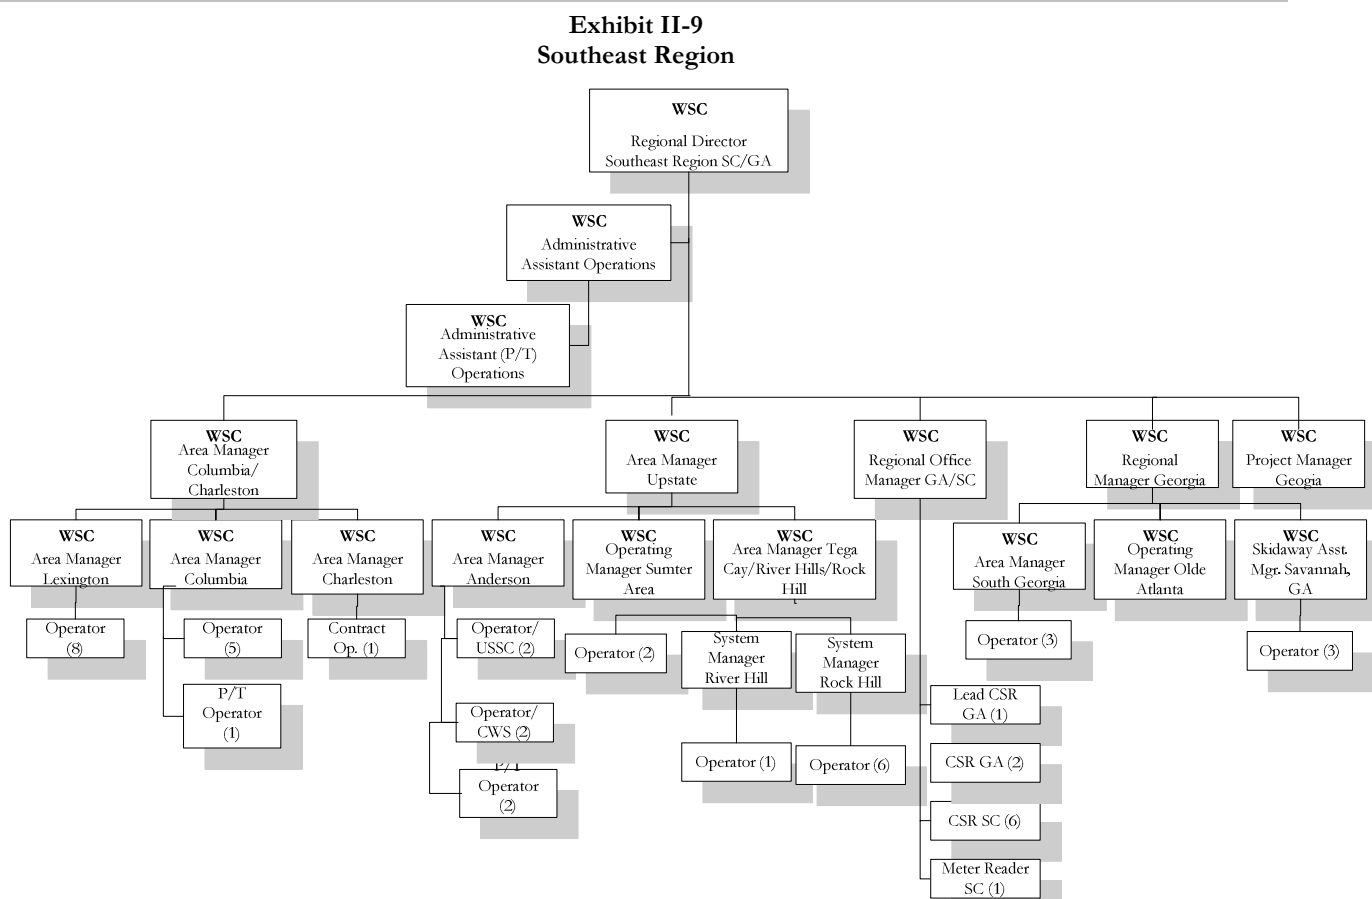 Exhibit II-9
Southeast Region
WSC
Regional Director
Southeast Region SC/GA
WSC
Administrative
Assistant Operations
WSC
Administrative
Assistant (P/T)
Operations
WSC
Area Manager
Columbia/
Charleston
WSC
Area Manager
Upstate
WSC
Regional Office
Manager GA/SC
WSC
Regional
Manager Georgia
WSC
Project Manager
Geogia
WSC
Area Manager
Lexington
WSC
Area Manager
Columbia
WSC
Area Manager
Charleston
WSC
Area Manager
Anderson
WSC
Operating
Manager Sumter
Area
WSC
Area Manager Tega
Cay/River Hills/Rock
Hill
WSC
Area Manager
South Georgia
WSC
Operating
Manager Olde
Atlanta
WSC
Skidaway Asst.
Mgr. Savannah,
GA
Operator
(8)
Operator
(5)
P/T
Operator
(1)
Contract
Op. (1)
Operator/
USSC (2)
Operator/
CWS (2)
P/T
Operator
(2)
Operator (2)
System
Manager
River Hill
Operator (1)
System
Manager
Rock Hill
Operator (6)
Lead CSR
GA (1)
CSR GA (2)
CSR SC (6)
Meter Reader
SC (1)
Operator (3)
Operator (3)